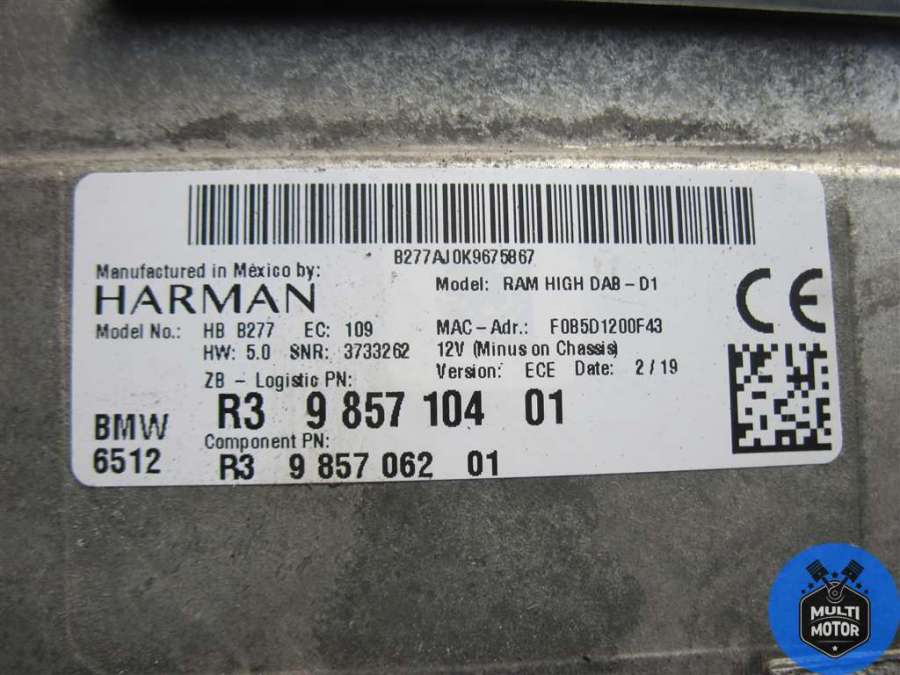 B277AJ0K9675867
Manufactured in México by:
HARMAN
Model: RAM HIGH DAB-D1
Model No.: HB B277 EC: 109
MAC-Adr.: F0B5D1200F43
HW: 5.0 SNR: 3733262
12V (Minus on Chassis)
Version: ECE Date: 2/19
ZB - Logistic PN:
R3 9 857 104 01
BMW
6512
Component PN:
R3 9 857 062 01
CE
MULTI
MOTOR